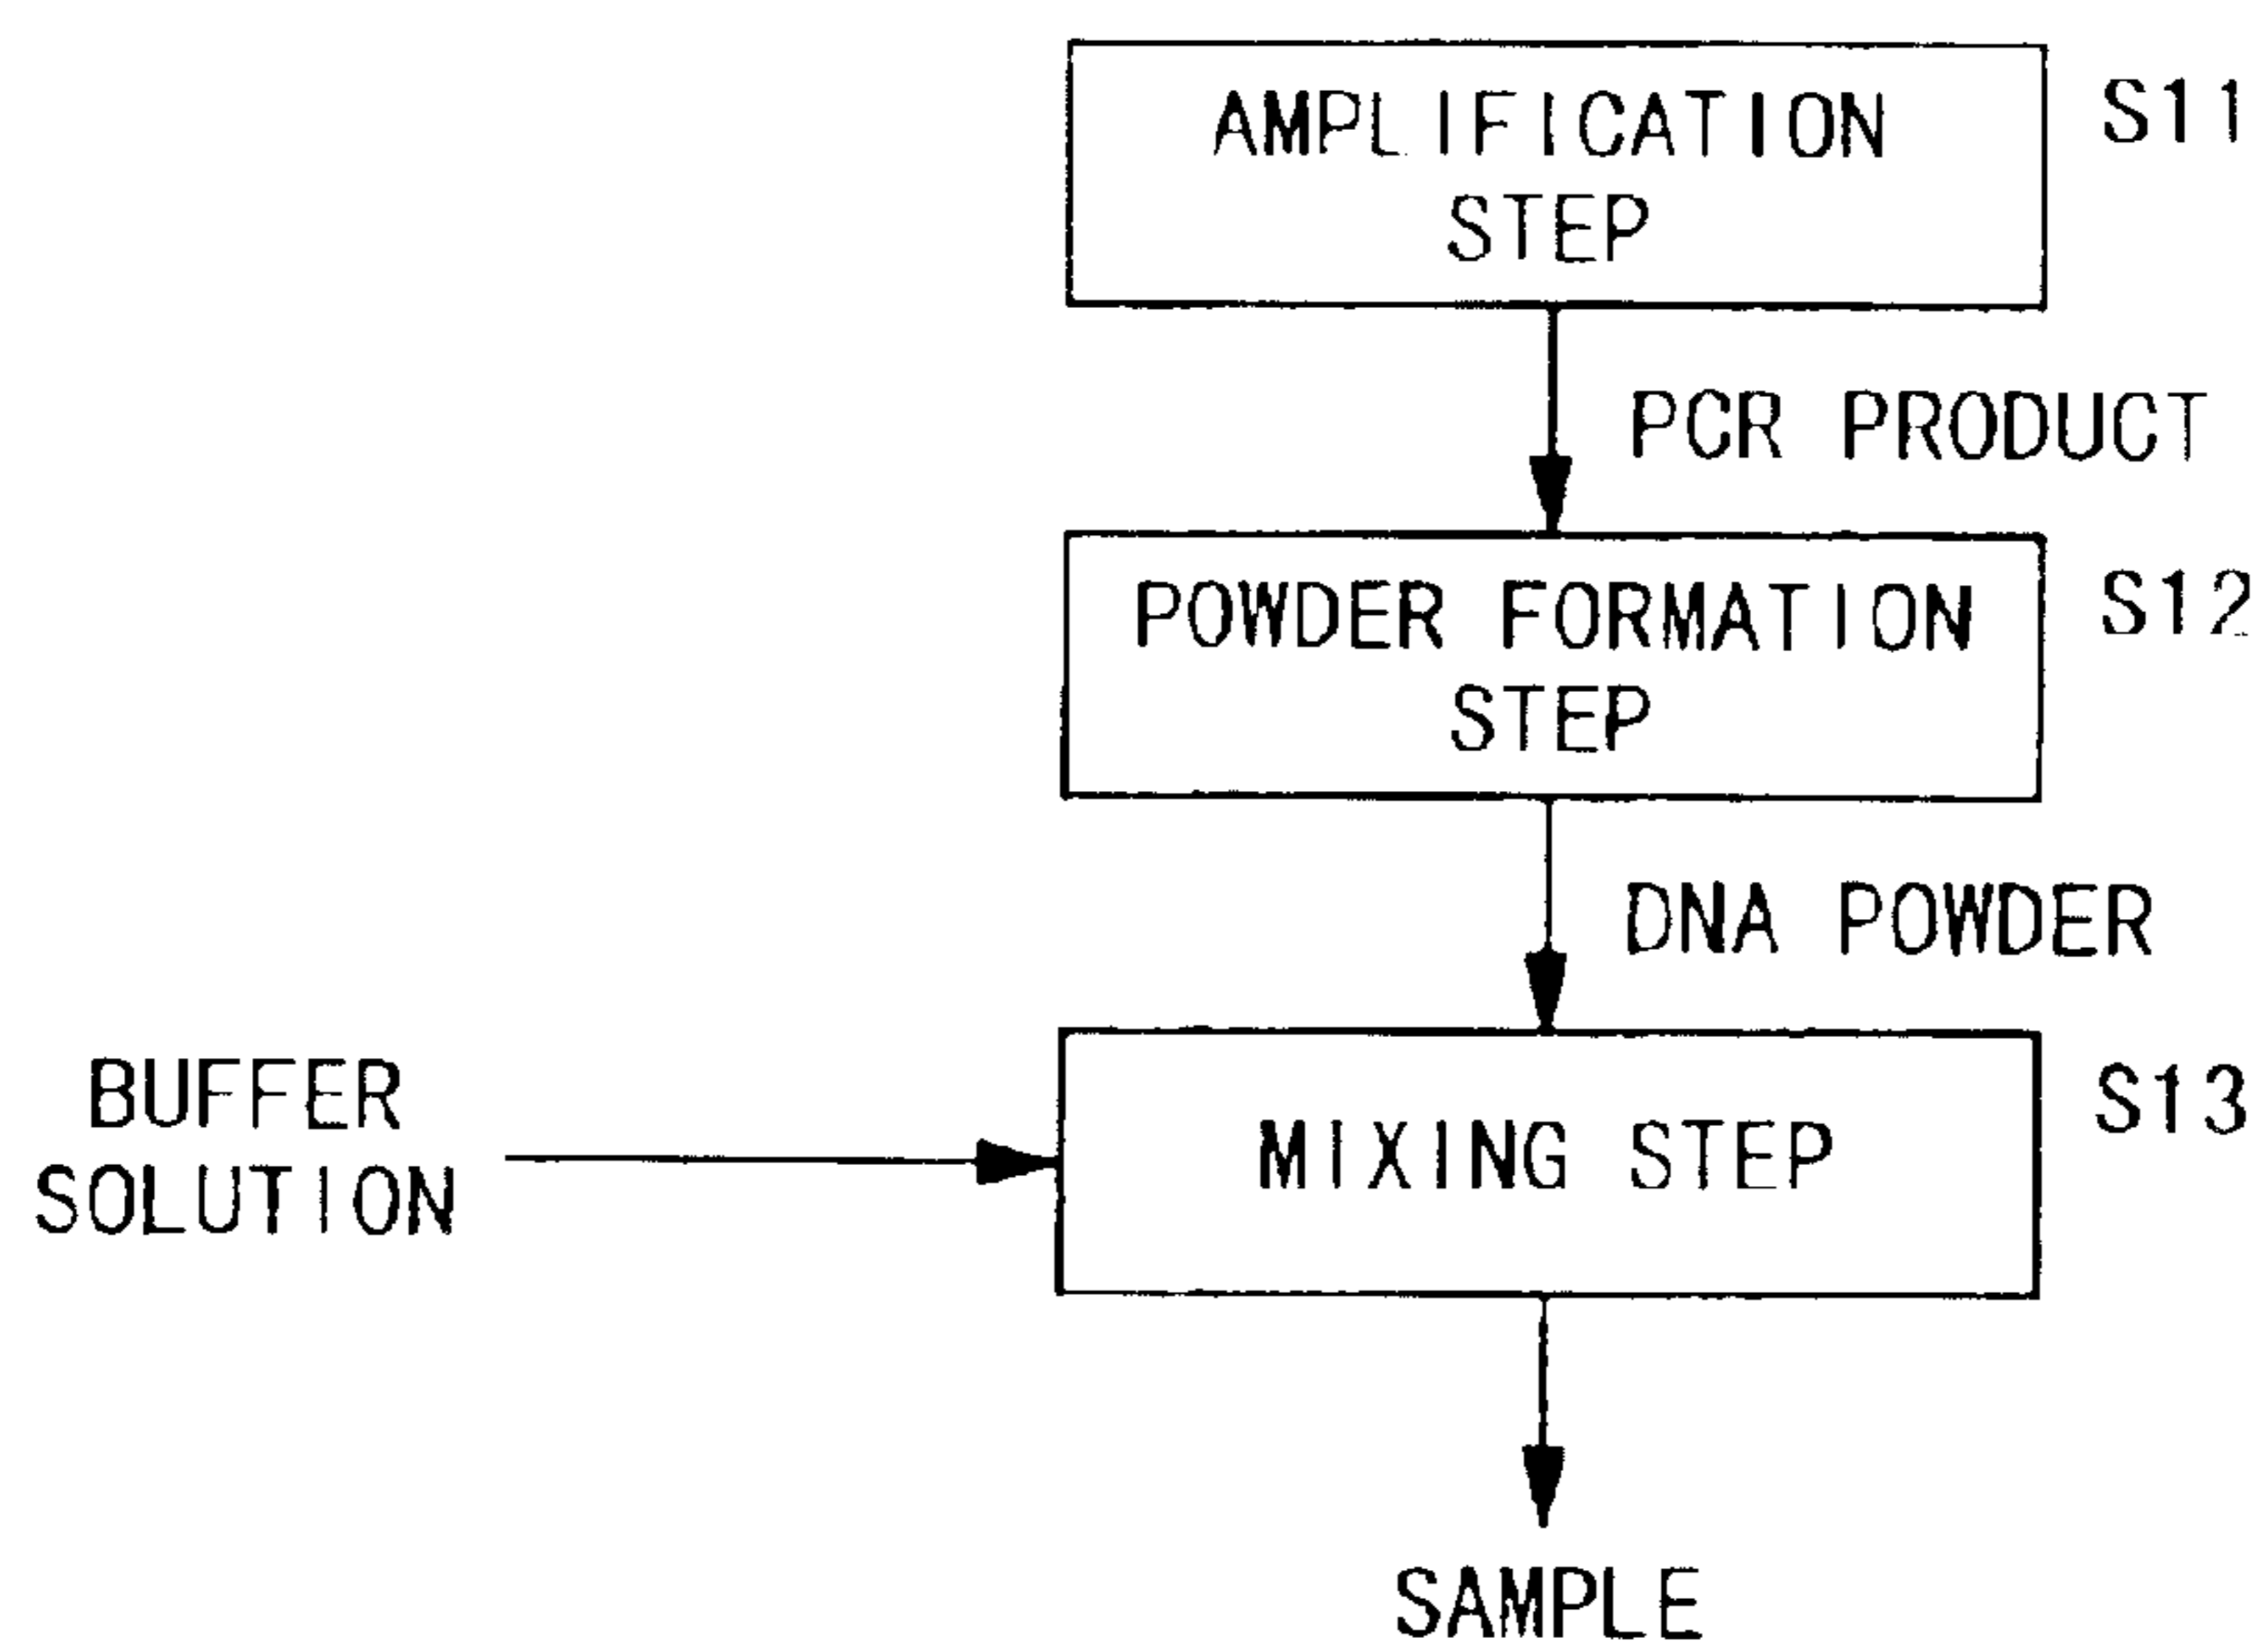 AMPLIFICATION
STEP
S11
PCR PRODUCT
POWDER FORMATION
STEP
S12
DNA POWDER
BUFFER
SOLUTION
MIXING STEP
S13
SAMPLE